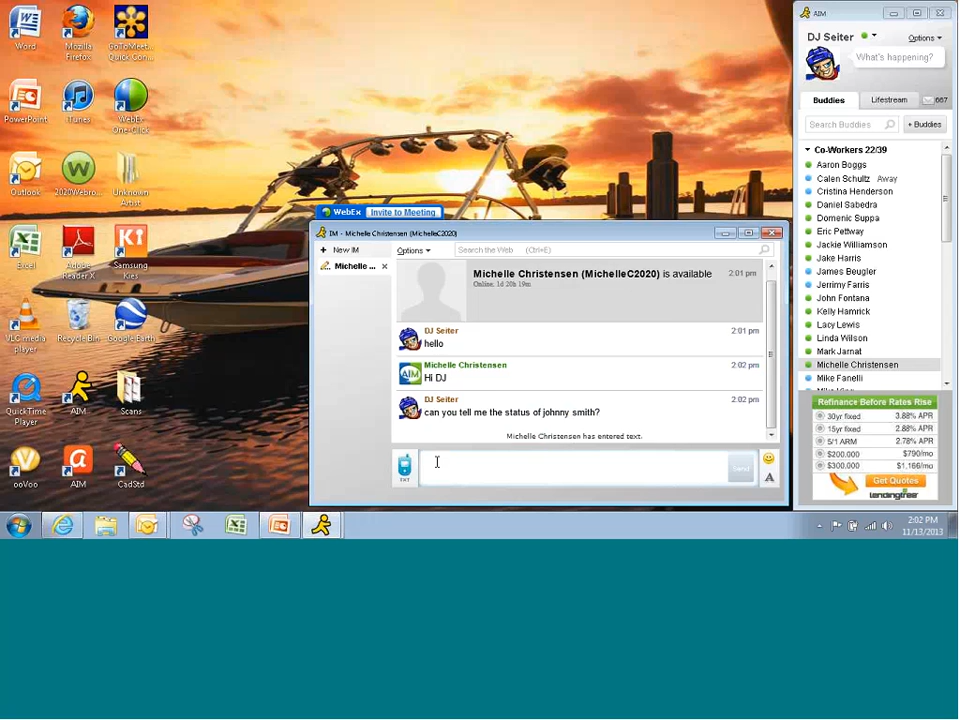 Word
Mozilla Firefox
GoToMeet... Quick Con...
PowerPoint
iTunes
WebEx One-Click
Outlook
2020Webro...
Unknown Artist
Excel
Adobe Reader X
Samsung Kies
VLC media player
Recycle Bin
Google Earth
QuickTime Player
AIM
Scans
ooVoo
AIM
CadStd
WebEx Invite to Meeting
IM - Michelle Christensen (MichelleC2020)
+ New IM
Options
Search the Web (Ctrl+E)
Michelle ... ×
Michelle Christensen (MichelleC2020) is available 2:01 pm
Online: 1d 20h 19m
DJ Seiter 2:01 pm
hello
Michelle Christensen 2:02 pm
AIM
Hi DJ
DJ Seiter 2:02 pm
can you tell me the status of johnny smith?
Michelle Christensen has entered text.
TXT
Send
A
AIM
DJ Seiter
Options
What's happening?
Buddies
Lifestream
667
Search Buddies
+ Buddies
Co-Workers 22/39
Aaron Boggs
Calen Schultz Away
Cristina Henderson
Daniel Sabedra
Domenic Suppa
Eric Pettway
Jackie Williamson
Jake Harris
James Beugler
Jerrimy Farris
John Fontana
Kelly Hamrick
Lacy Lewis
Linda Wilson
Mark Jarnat
Michelle Christensen
Mike Fanelli
Refinance Before Rates Rise
30yr fixed 3.88% APR
15yr fixed 2.88% APR
5/1 ARM 2.78% APR
$200,000 $790/mo
$300,000 $1,166/mo
Get Quotes
lendingtree
2:02 PM
11/13/2013